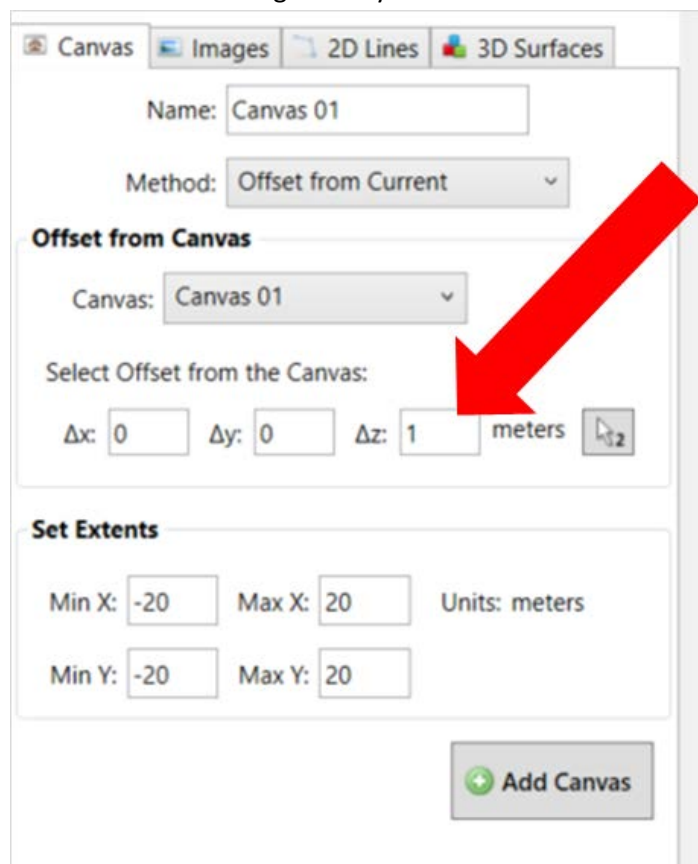 Canvas Images 2D Lines 3D Surfaces
Name: Canvas 01
Method: Offset from Current
Offset from Canvas
Canvas: Canvas 01
Select Offset from the Canvas:
Δx: 0 Δy: 0 Δz: 1 meters 2
Set Extents
Min X: -20 Max X: 20 Units: meters
Min Y: -20 Max Y: 20
Add Canvas